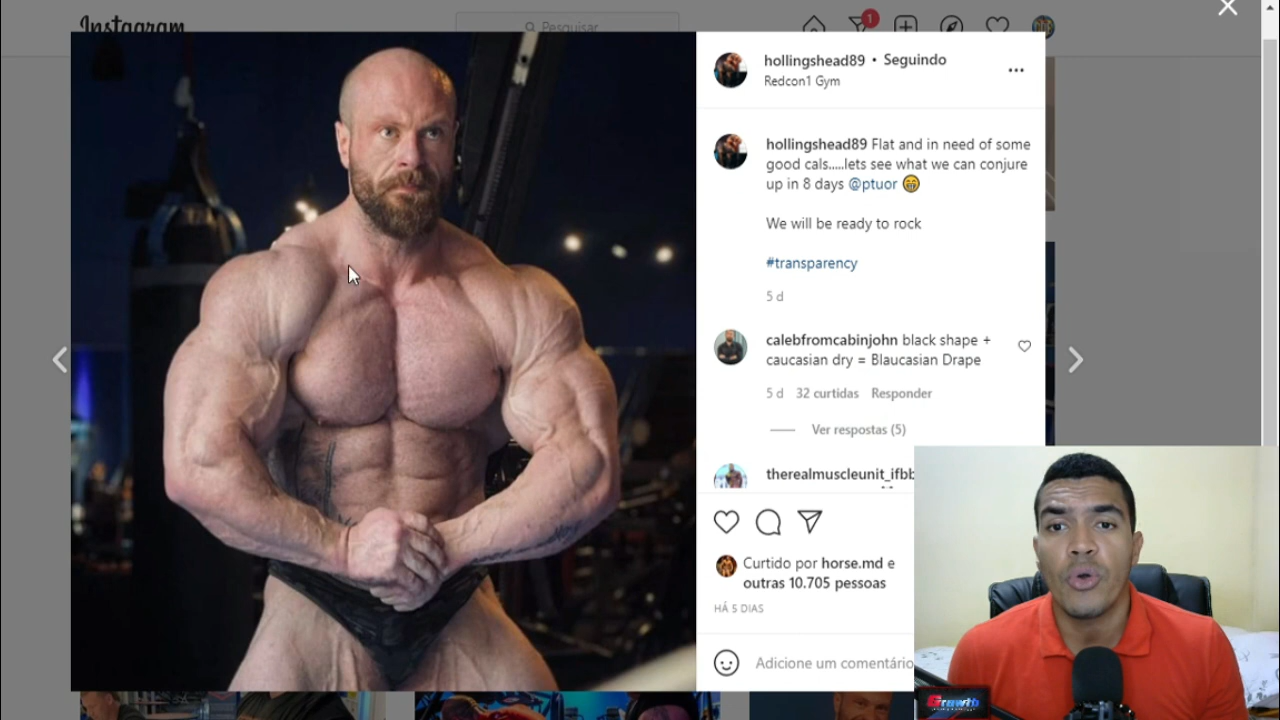 Instagram
Pesquisar
1
hollingshead89 • Seguindo
Redcon1 Gym
hollingshead89 Flat and in need of some
good cals.....lets see what we can conjure
up in 8 days @ptuor 😁
We will be ready to rock
#transparency
5 d
calebfromcabinjohn black shape +
caucasian dry = Blaucasian Drape
5 d 32 curtidas Responder
Ver respostas (5)
therealmuscleunit_ifbb
Curtido por horse.md e
outras 10.705 pessoas
HÁ 5 DIAS
Adicione um comentário
Growth